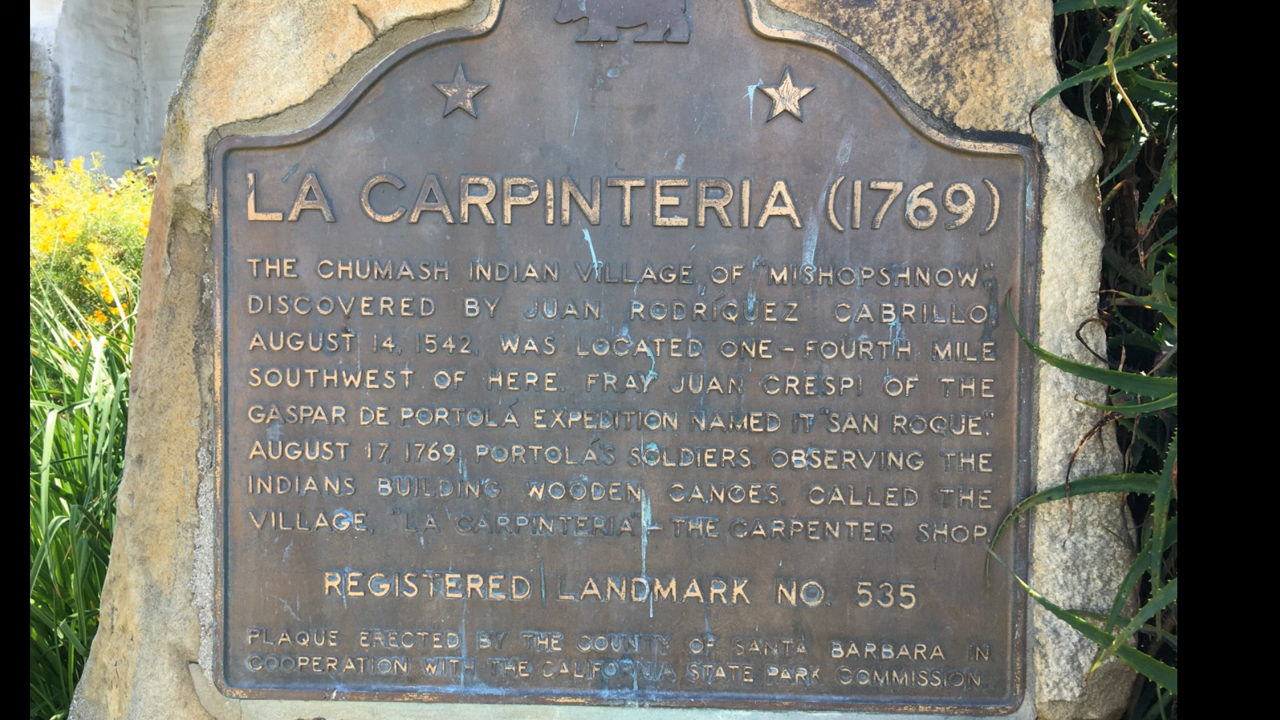 LA CARPINTERIA (1769)
THE CHUMASH INDIAN VILLAGE OF "MISHOPSHNOW,"
DISCOVERED BY JUAN RODRIQUEZ CABRILLO,
AUGUST 14, 1542, WAS LOCATED ONE-FOURTH MILE
SOUTHWEST OF HERE. FRAY JUAN CRESPI OF THE
GASPAR DE PORTOLÁ EXPEDITION NAMED IT "SAN ROQUE."
AUGUST 17, 1769, PORTOLÁ'S SOLDIERS, OBSERVING THE
INDIANS BUILDING WOODEN CANOES, CALLED THE
VILLAGE, "LA CARPINTERIA"—THE CARPENTER SHOP.
REGISTERED LANDMARK NO. 535
PLAQUE ERECTED BY THE COUNTY OF SANTA BARBARA IN
COOPERATION WITH THE CALIFORNIA STATE PARK COMMISSION.